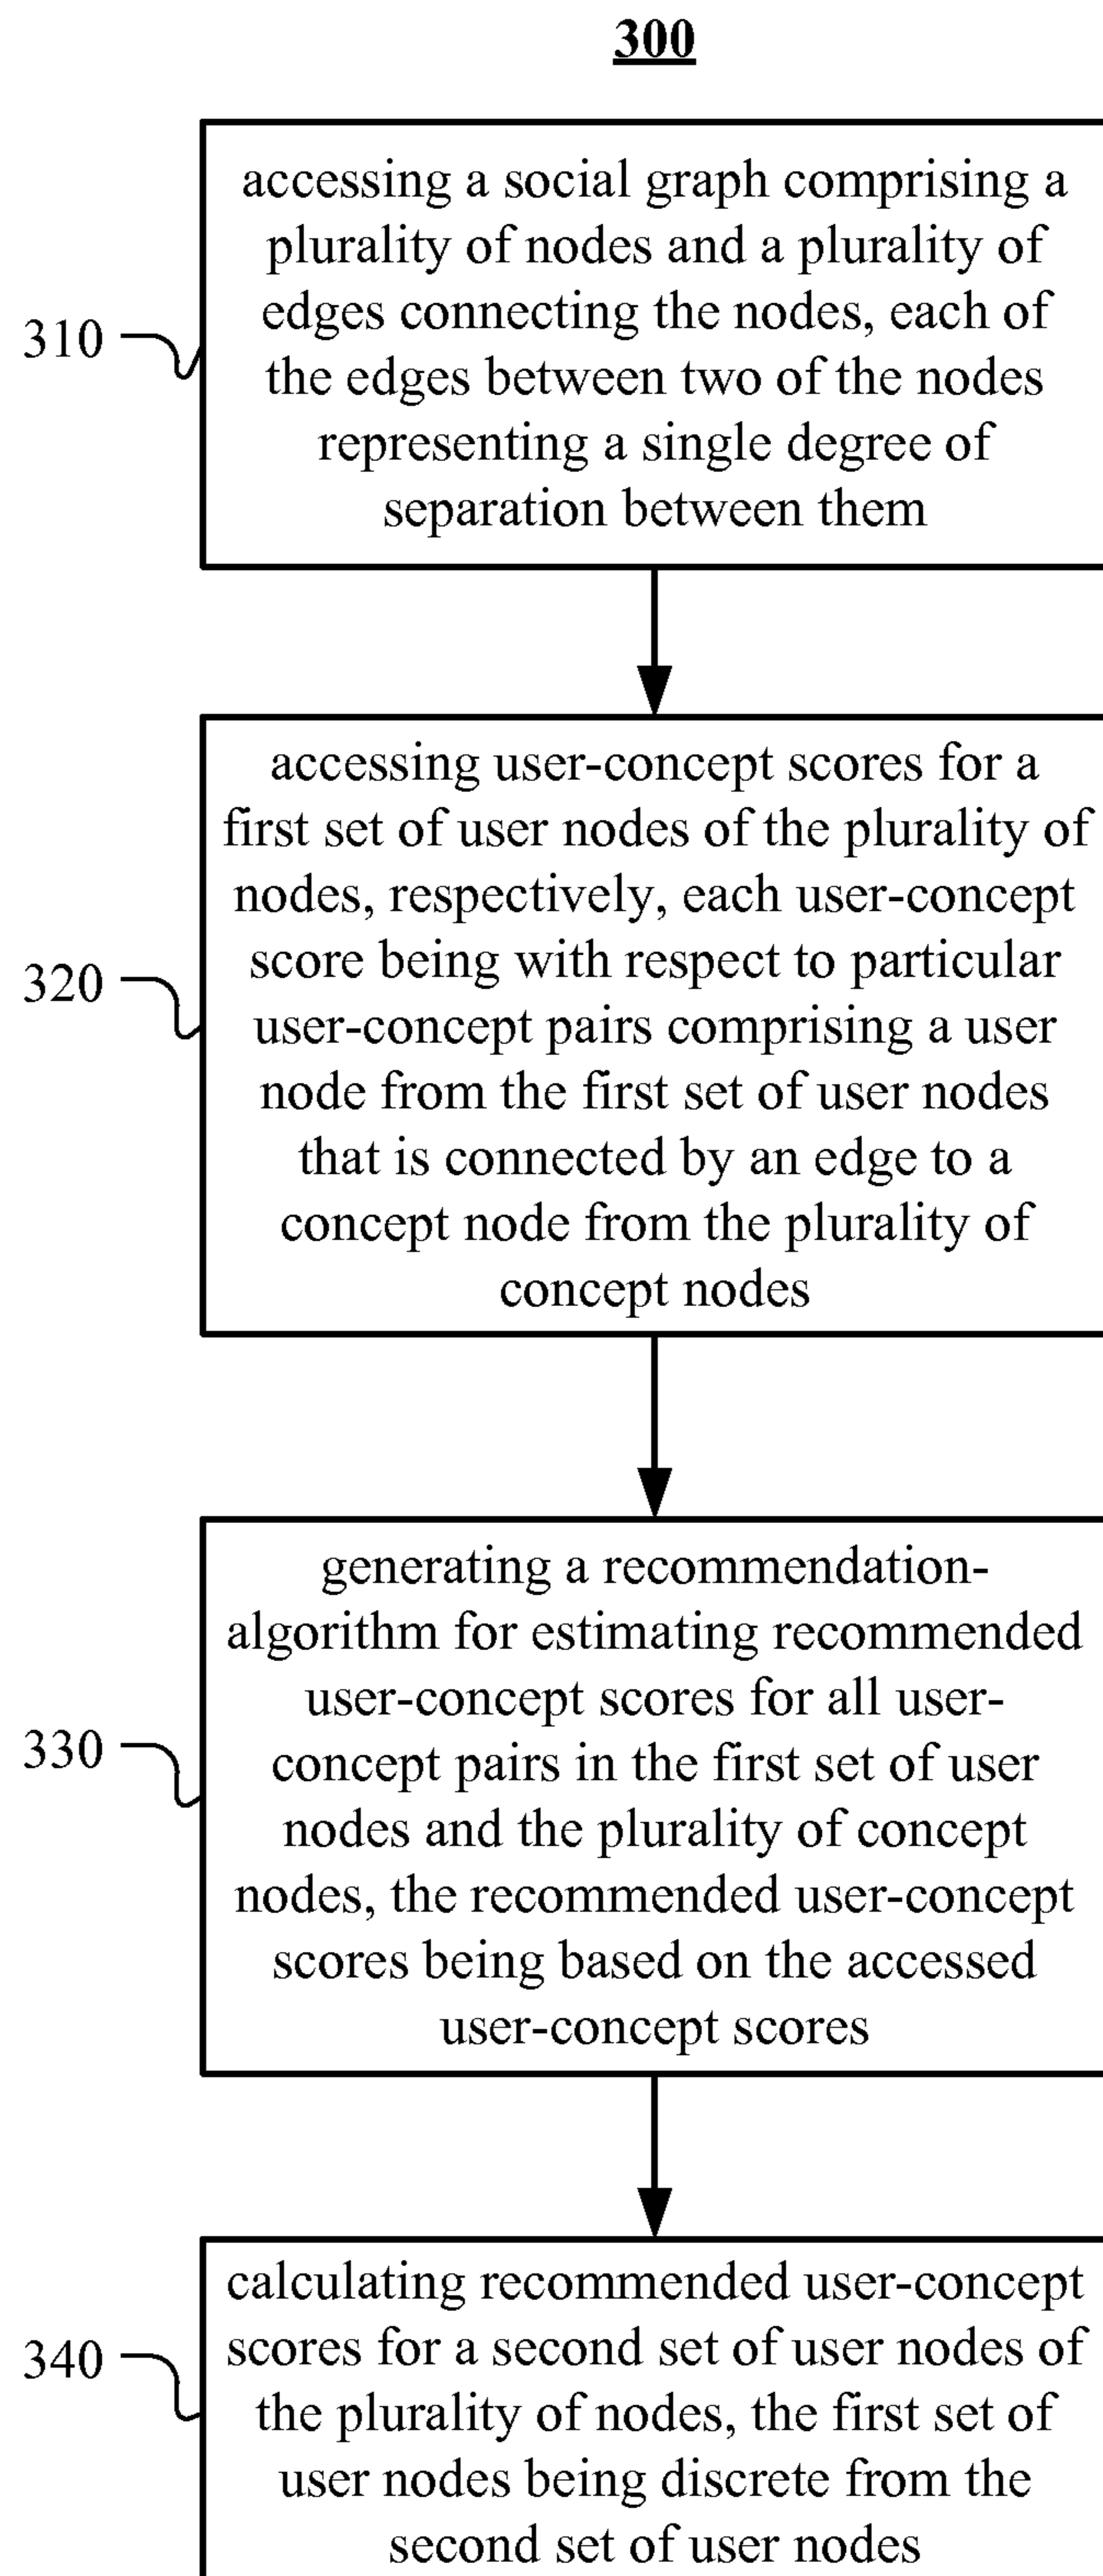 300
accessing a social graph comprising a
plurality of nodes and a plurality of
edges connecting the nodes, each of
the edges between two of the nodes
representing a single degree of
separation between them
310
accessing user-concept scores for a
first set of user nodes of the plurality of
nodes, respectively, each user-concept
score being with respect to particular
user-concept pairs comprising a user
node from the first set of user nodes
that is connected by an edge to a
concept node from the plurality of
concept nodes
320
generating a recommendation-
algorithm for estimating recommended
user-concept scores for all user-
concept pairs in the first set of user
nodes and the plurality of concept
nodes, the recommended user-concept
scores being based on the accessed
user-concept scores
330
calculating recommended user-concept
scores for a second set of user nodes of
the plurality of nodes, the first set of
user nodes being discrete from the
second set of user nodes
340